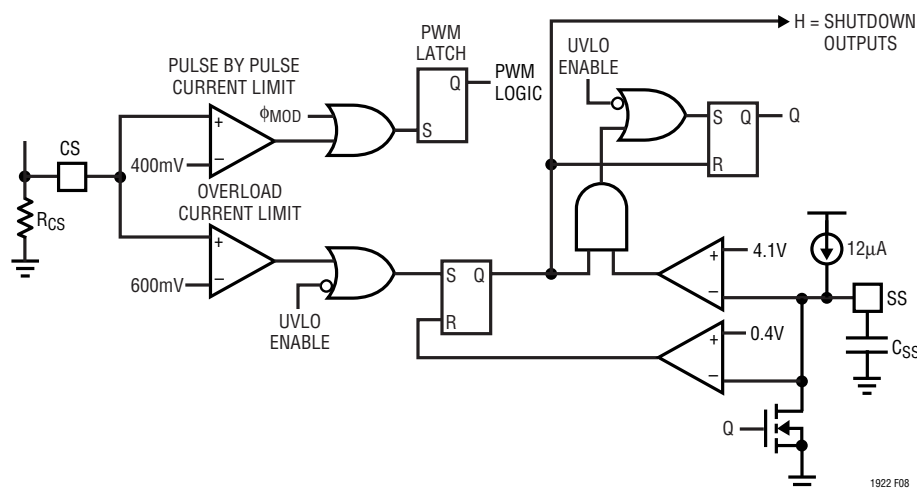 H = SHUTDOWN
OUTPUTS
PWM
LATCH
UVLO
ENABLE
PULSE BY PULSE
CURRENT LIMIT
Q
PWM
LOGIC
ΦMOD
S
S
Q
Q
R
CS
400mV
OVERLOAD
CURRENT LIMIT
RCS
4.1V
12µA
S
Q
SS
600mV
UVLO
ENABLE
R
0.4V
CSS
Q
1922 F08